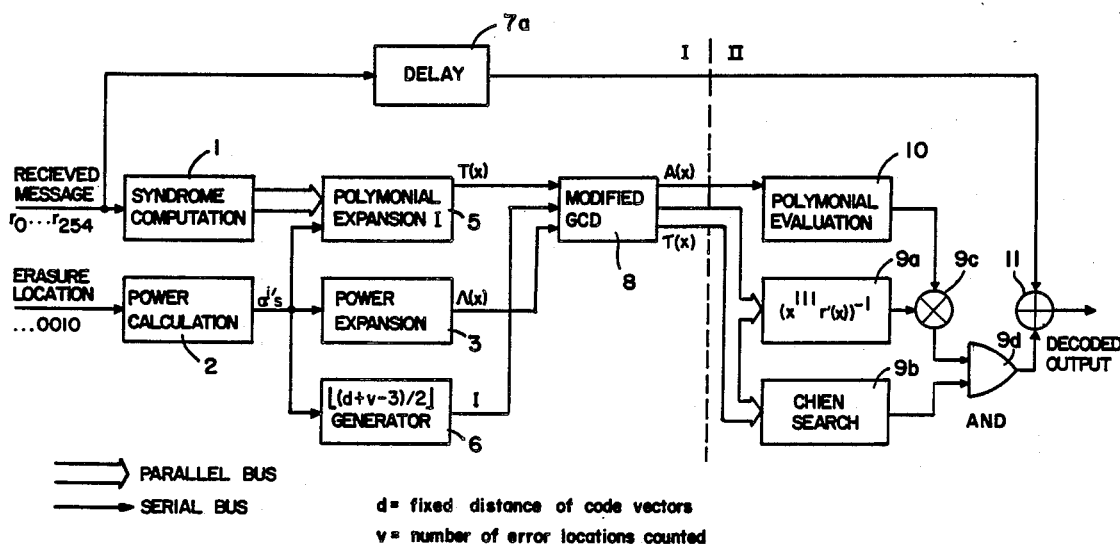 7a
DELAY
I II
RECIEVED
MESSAGE
r0...r254
1
SYNDROME
COMPUTATION
POLYMONIAL
EXPANSION I
5
T(x)
MODIFIED
GCD
8
A(x)
T(x)
10
POLYMONIAL
EVALUATION
ERASURE
LOCATION
...0010
POWER
CALCULATION
2
α^i's
POWER
EXPANSION
3
Λ(x)
9a
(x^111 r'(x))^-1
9c
11
DECODED
OUTPUT
⌊(d+v-3)/2⌋
GENERATOR
6
I
9b
CHIEN
SEARCH
9d
AND
PARALLEL BUS
SERIAL BUS
d = fixed distance of code vectors
v = number of error locations counted